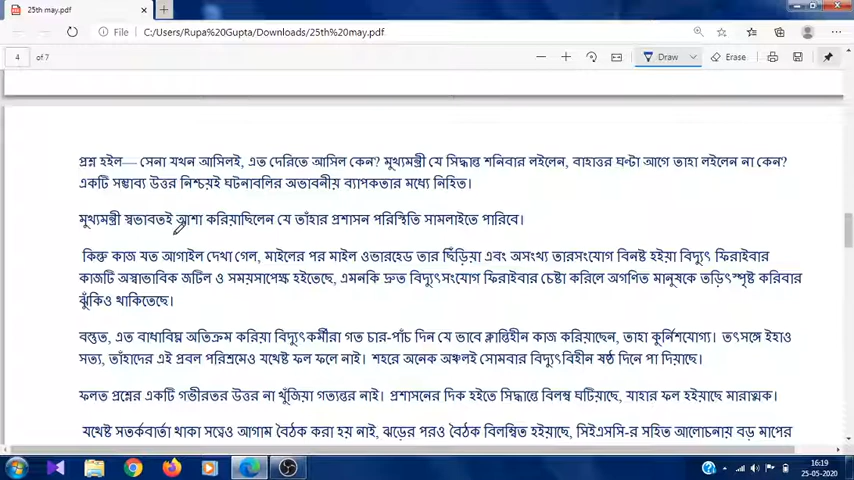 25th may.pdf
File
C:/Users/Rupa%20Gupta/Downloads/25th%20may.pdf
4 of 7
Draw
Erase
প্রশ্ন হইল— সেনা যখন আসিলই, এত দেরিতে আসিল কেন? মুখ্যমন্ত্রী যে সিদ্ধান্ত শনিবার লইলেন, বাহাত্তর ঘণ্টা আগে তাহা লইলেন না কেন?
একটি সম্ভাব্য উত্তর নিশ্চয়ই ঘটনাবলির অভাবনীয় ব্যাপকতার মধ্যে নিহিত।
মুখ্যমন্ত্রী স্বভাবতই আশা করিয়াছিলেন যে তাঁহার প্রশাসন পরিস্থিতি সামলাইতে পারিবে।
কিন্তু কাজ যত আগাইল দেখা গেল, মাইলের পর মাইল ওভারহেড তার ছিঁড়িয়া এবং অসংখ্য তারসংযোগ বিনষ্ট হইয়া বিদ্যুৎ ফিরাইবার
কাজটি অস্বাভাবিক জটিল ও সময়সাপেক্ষ হইতেছে, এমনকি দ্রুত বিদ্যুৎসংযোগ ফিরাইবার চেষ্টা করিলে অগণিত মানুষকে তড়িৎস্পৃষ্ট করিবার
ঝুঁকিও থাকিতেছে।
বস্তুত, এত বাধাবিঘ্ন অতিক্রম করিয়া বিদ্যুৎকর্মীরা গত চার-পাঁচ দিন যে ভাবে ক্লান্তিহীন কাজ করিয়াছেন, তাহা কুর্নিশযোগ্য। তৎসঙ্গে ইহাও
সত্য, তাঁহাদের এই প্রবল পরিশ্রমেও যথেষ্ট ফল ফলে নাই। শহরে অনেক অঞ্চলই সোমবার বিদ্যুৎবিহীন ষষ্ঠ দিনে পা দিয়াছে।
ফলত প্রশ্নের একটি গভীরতর উত্তর না খুঁজিয়া গত্যন্তর নাই। প্রশাসনের দিক হইতে সিদ্ধান্তে বিলম্ব ঘটিয়াছে, যাহার ফল হইয়াছে মারাত্মক।
যথেষ্ট সতর্কবার্তা থাকা সত্ত্বেও আগাম বৈঠক করা হয় নাই, ঝড়ের পরও বৈঠক বিলম্বিত হইয়াছে, সিইএসসি-র সহিত আলোচনায় বড় মাপের
16:19
25-05-2020